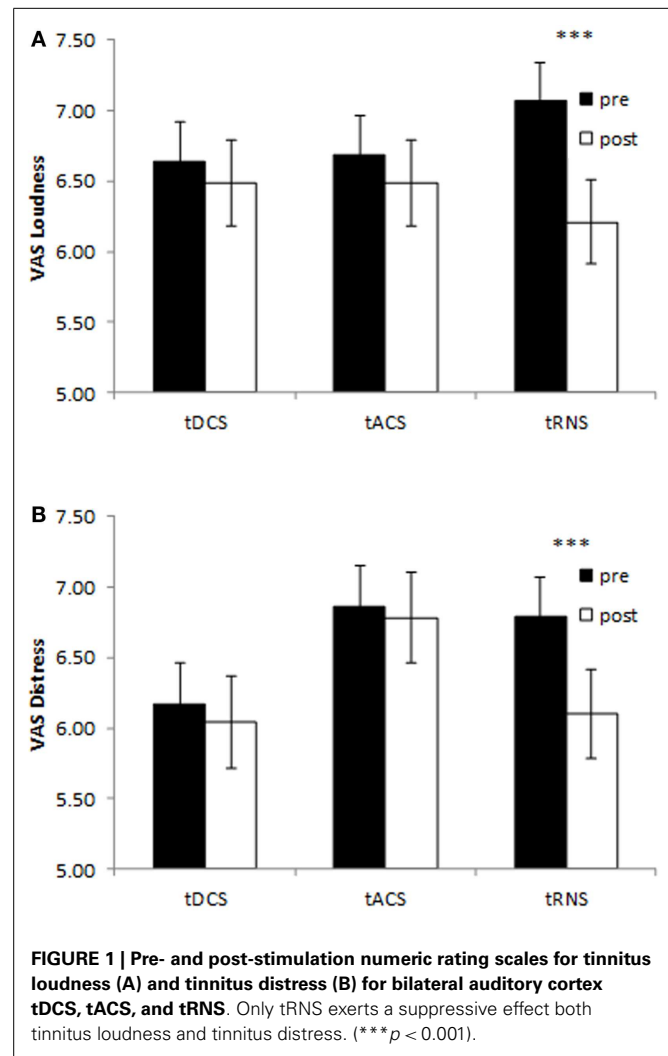 A
7.50
***
pre
7.00
post
VAS Loudness
6.50
6.00
5.50
5.00
tDCS tACS tRNS
B
7.50
***
pre
7.00
post
VAS Distress
6.50
6.00
5.50
5.00
tDCS tACS tRNS
FIGURE 1 | Pre- and post-stimulation numeric rating scales for tinnitus
loudness (A) and tinnitus distress (B) for bilateral auditory cortex
tDCS, tACS, and tRNS. Only tRNS exerts a suppressive effect both
tinnitus loudness and tinnitus distress. (***p < 0.001).